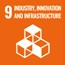 9 INDUSTRY, INNOVATION
AND INFRASTRUCTURE